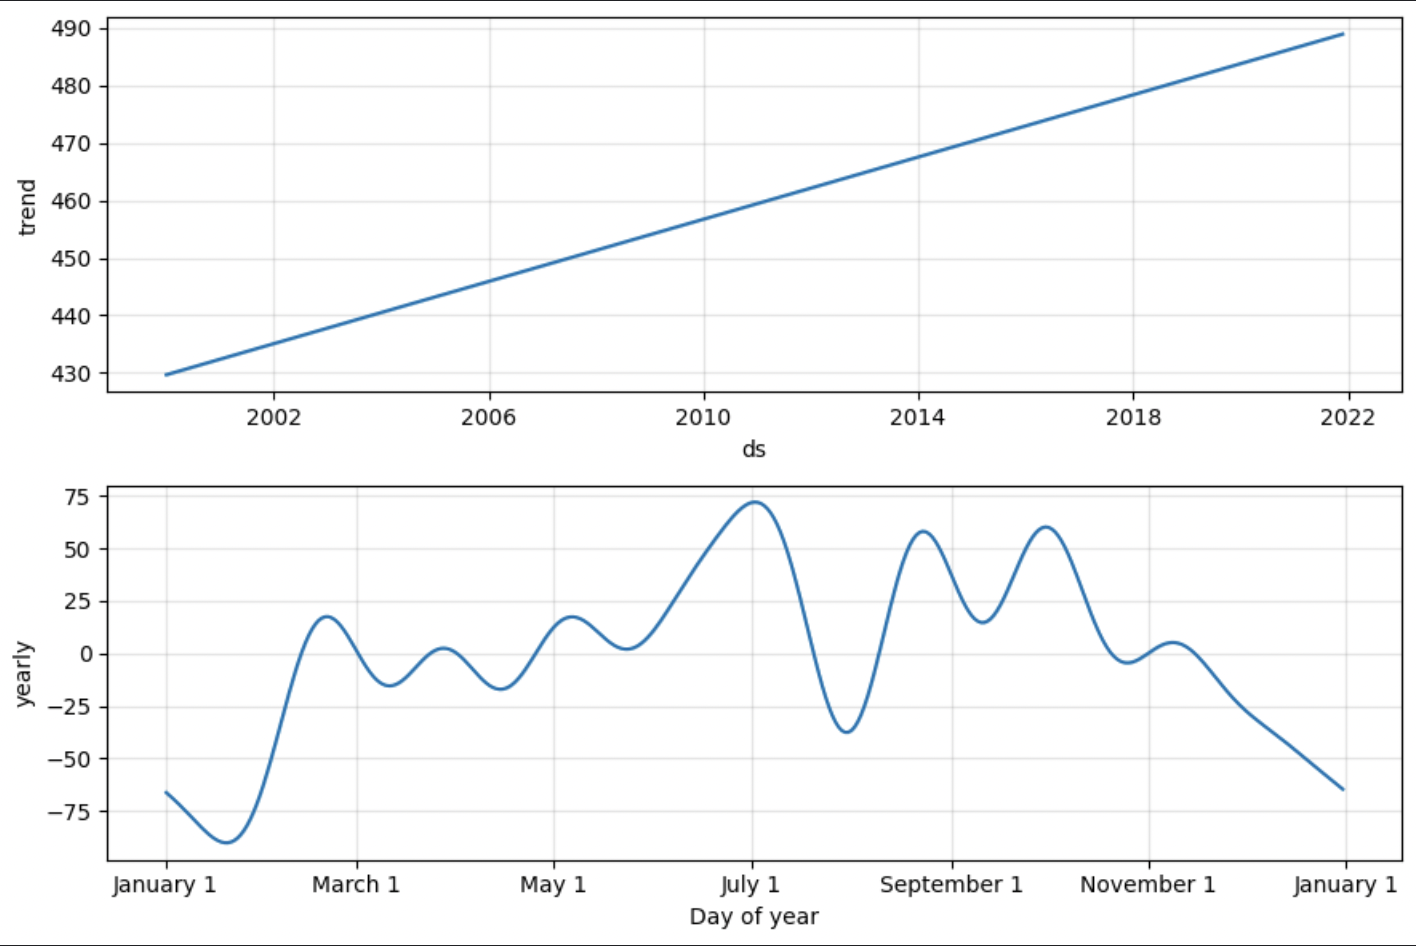 490
480
470
460
450
440
430
trend
2002 2006 2010 2014 2018 2022
ds
75
50
25
0
−25
−50
−75
yearly
January 1 March 1 May 1 July 1 September 1 November 1 January 1
Day of year